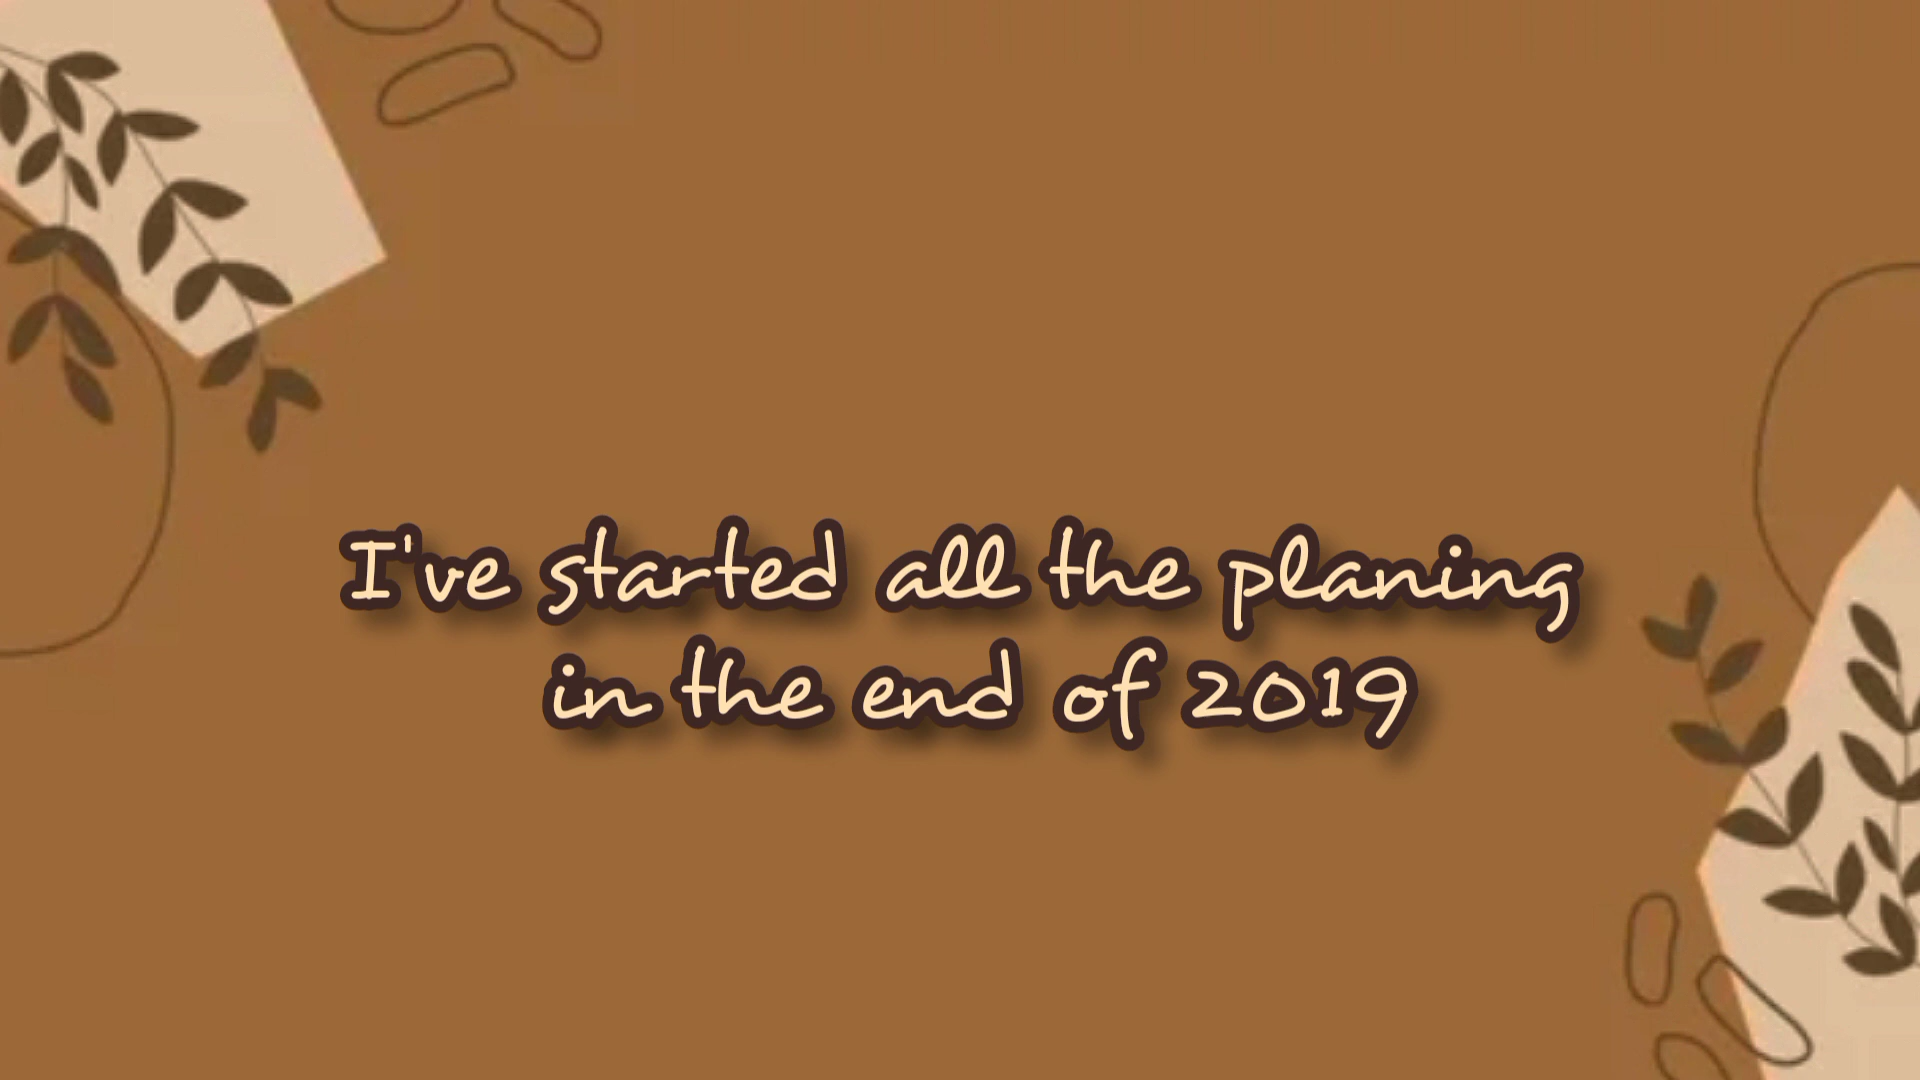 I've started all the planing
in the end of 2019